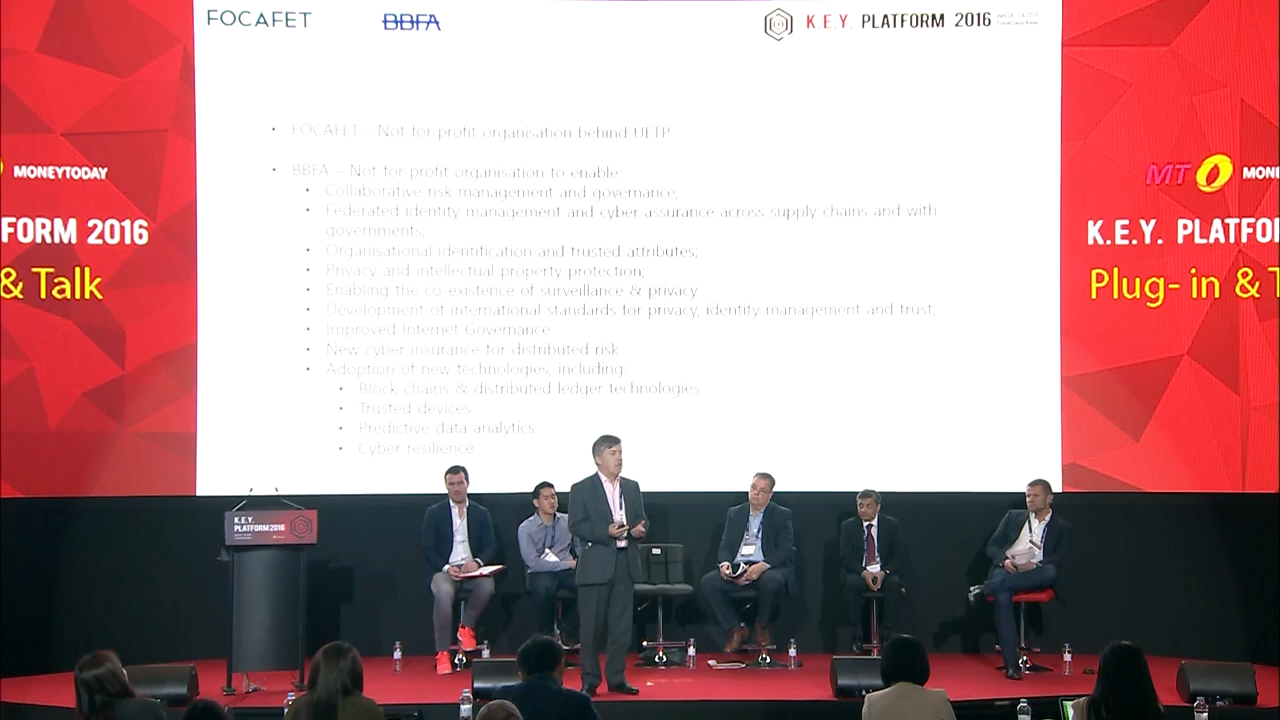 FOCAFET
BBFA
K.E.Y. PLATFORM 2016
• FOCAFET – Not for profit organisation behind UETP
• BBFA – Not for profit organisation to enable:
• Collaborative risk management and governance;
• Federated identity management and cyber assurance across supply chains and with
governments;
• Organisational identification and trusted attributes;
• Privacy and intellectual property protection;
• Enabling the co-existence of surveillance & privacy
• Development of international standards for privacy, identity management and trust;
• Improved Internet Governance
• New cyber insurance for distributed risk
• Adoption of new technologies, including:
• Block chains & distributed ledger technologies
• Trusted devices
• Predictive data analytics
• Cyber resilience
MONEYTODAY
FORM 2016
& Talk
MT MON
K.E.Y. PLATFO
Plug-in & T
K.E.Y.
PLATFORM2016